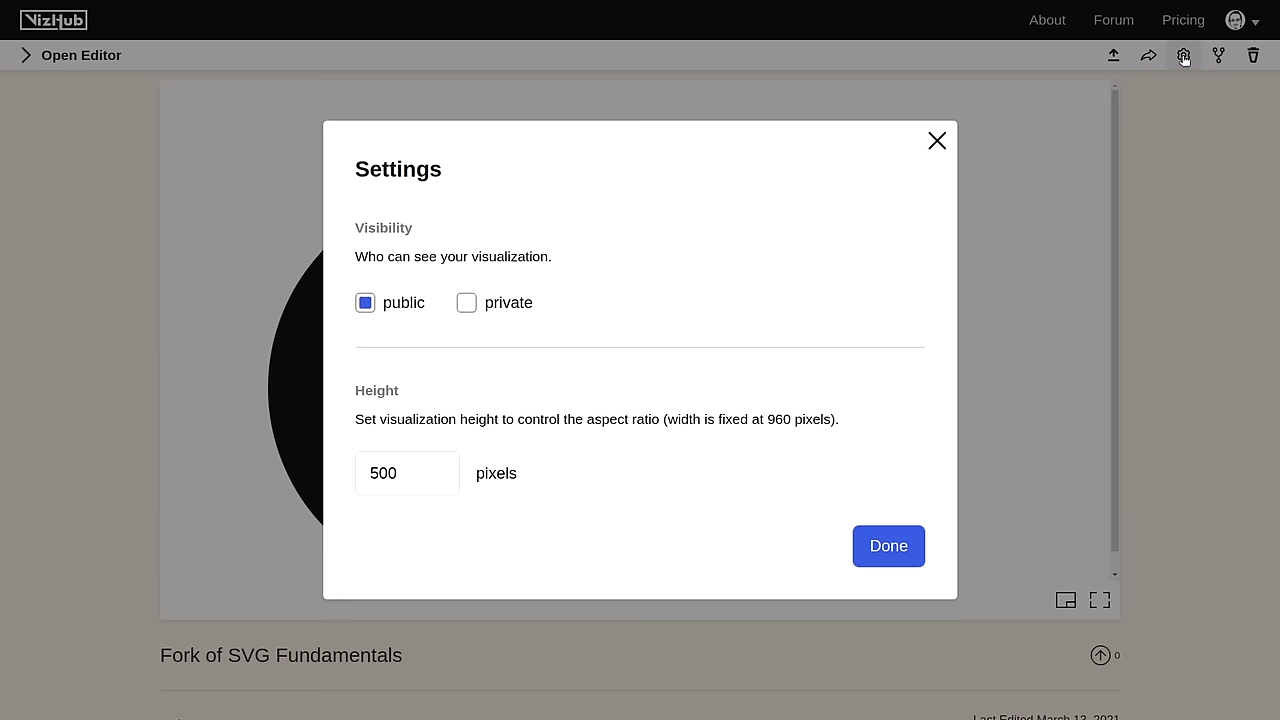 VizHub
About Forum Pricing
Open Editor
Settings
Visibility
Who can see your visualization.
public private
Height
Set visualization height to control the aspect ratio (width is fixed at 960 pixels).
500 pixels
Done
Fork of SVG Fundamentals
0
Last Edited March 13, 2021